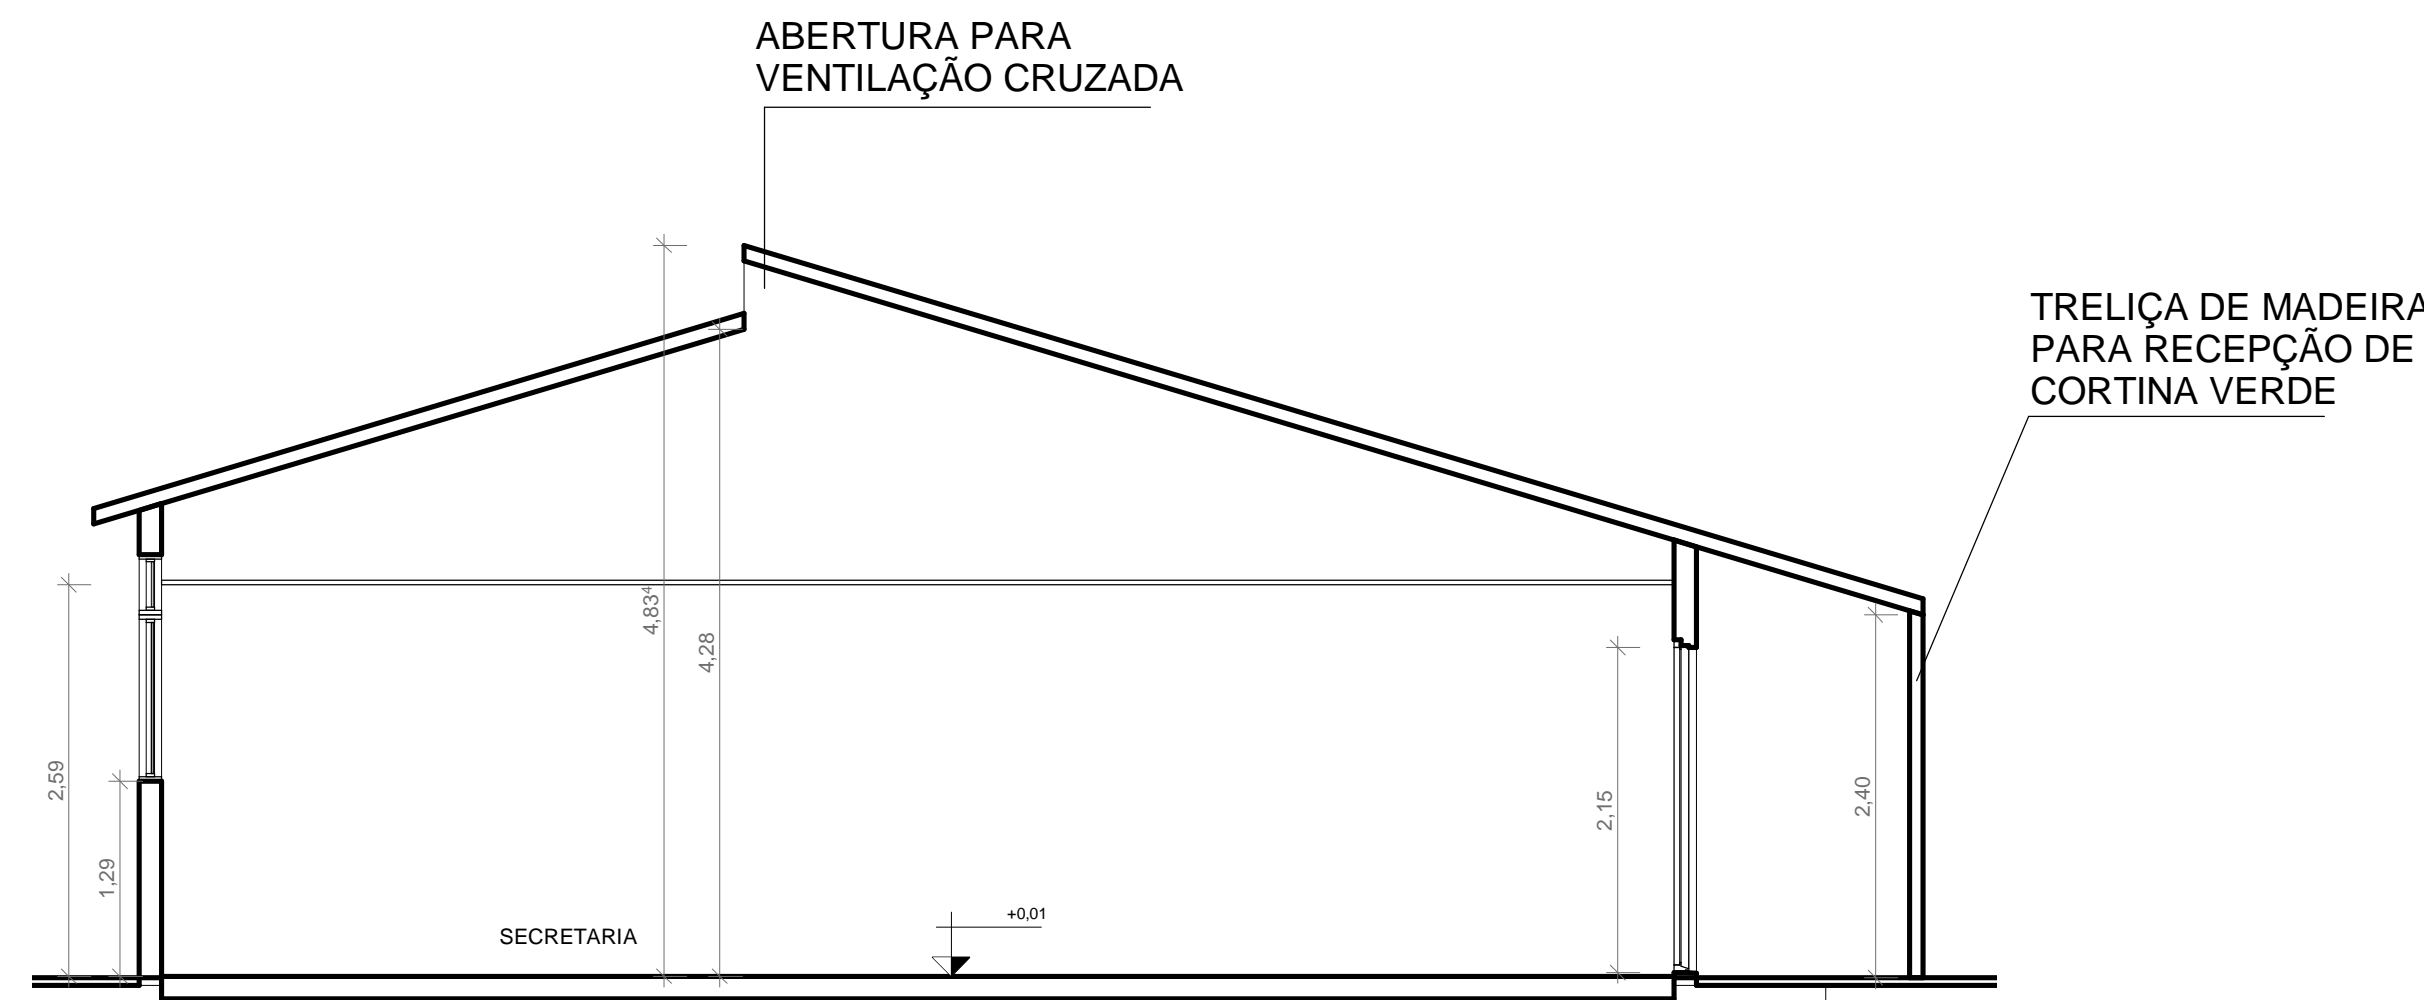 ABERTURA PARA
VENTILAÇÃO CRUZADA
TRELIÇA DE MADEIRA
PARA RECEPÇÃO DE
CORTINA VERDE
4,83⁴
4,28
2,59
1,29
2,15
2,40
+0,01
SECRETARIA